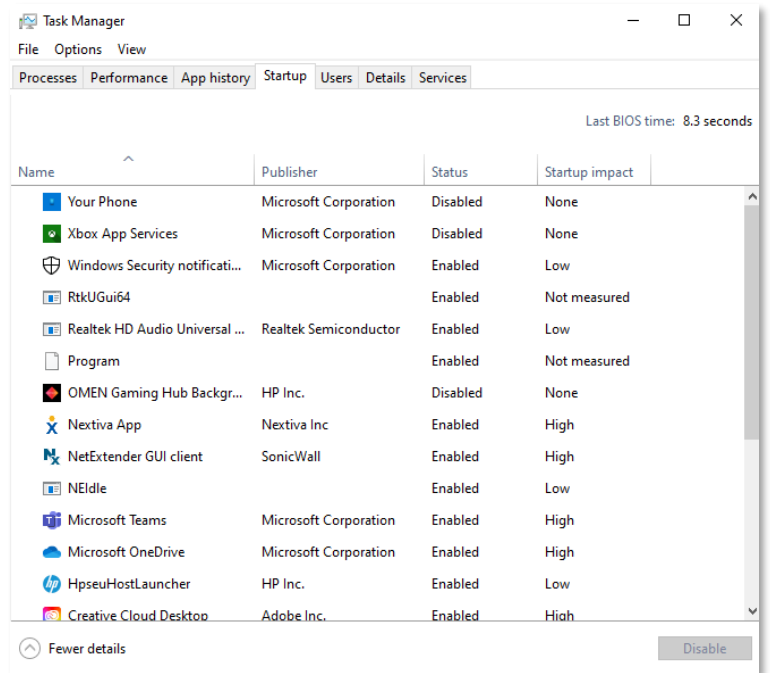 Task Manager
File Options View
Processes Performance App history Startup Users Details Services
Last BIOS time: 8.3 seconds
Name Publisher Status Startup impact
Your Phone Microsoft Corporation Disabled None
Xbox App Services Microsoft Corporation Disabled None
Windows Security notificati... Microsoft Corporation Enabled Low
RtkUGui64 Enabled Not measured
Realtek HD Audio Universal ... Realtek Semiconductor Enabled Low
Program Enabled Not measured
OMEN Gaming Hub Backgr... HP Inc. Disabled None
Nextiva App Nextiva Inc Enabled High
NetExtender GUI client SonicWall Enabled High
NEIdle Enabled Low
Microsoft Teams Microsoft Corporation Enabled High
Microsoft OneDrive Microsoft Corporation Enabled High
HpseuHostLauncher HP Inc. Enabled Low
Creative Cloud Desktop Adobe Inc. Enabled High
Fewer details Disable